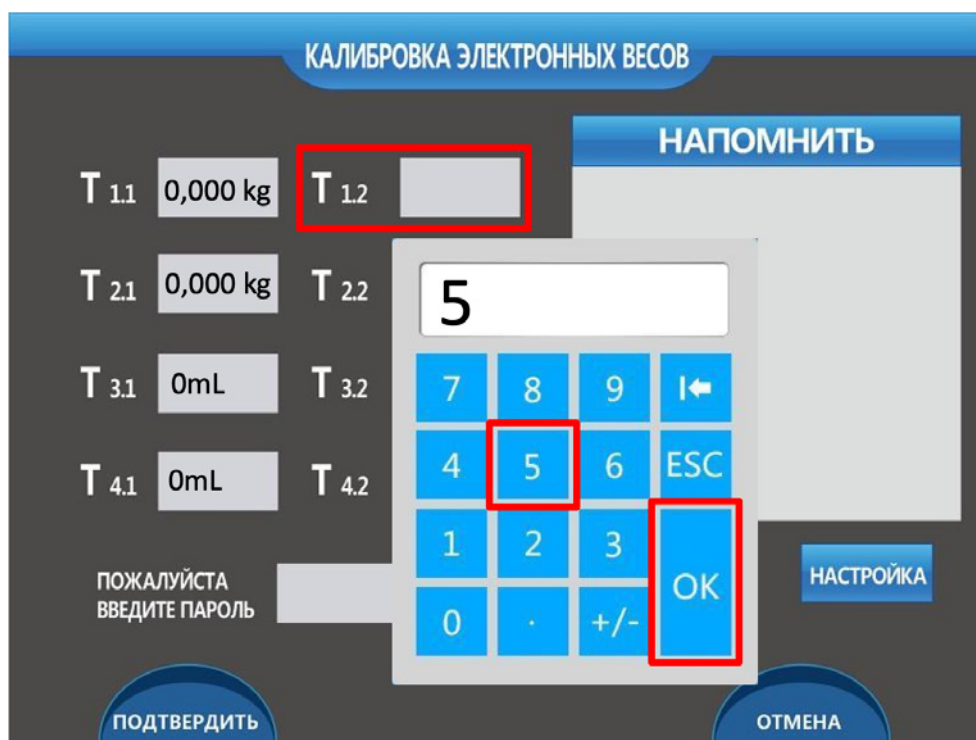 КАЛИБРОВКА ЭЛЕКТРОННЫХ ВЕСОВ
НАПОМНИТЬ
T 1.1 0,000 kg T 1.2
T 2.1 0,000 kg T 2.2
T 3.1 0mL T 3.2
T 4.1 0mL T 4.2
5
7 8 9
4 5 6 ESC
1 2 3
OK
0 . +/-
ПОЖАЛУЙСТА
ВВЕДИТЕ ПАРОЛЬ
НАСТРОЙКА
ПОДТВЕРДИТЬ
ОТМЕНА